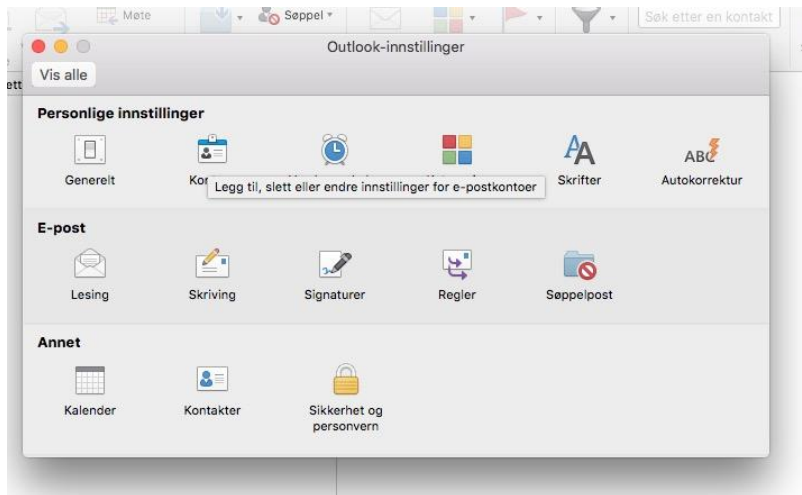 Møte
Søppel
Søk etter en kontakt
Outlook-innstillinger
Vis alle
ett
Personlige innstillinger
Generelt
Skrifter
Autokorrektur
Legg til, slett eller endre innstillinger for e-postkontoer
E-post
Lesing
Skriving
Signaturer
Regler
Søppelpost
Annet
Kalender
Kontakter
Sikkerhet og
personvern